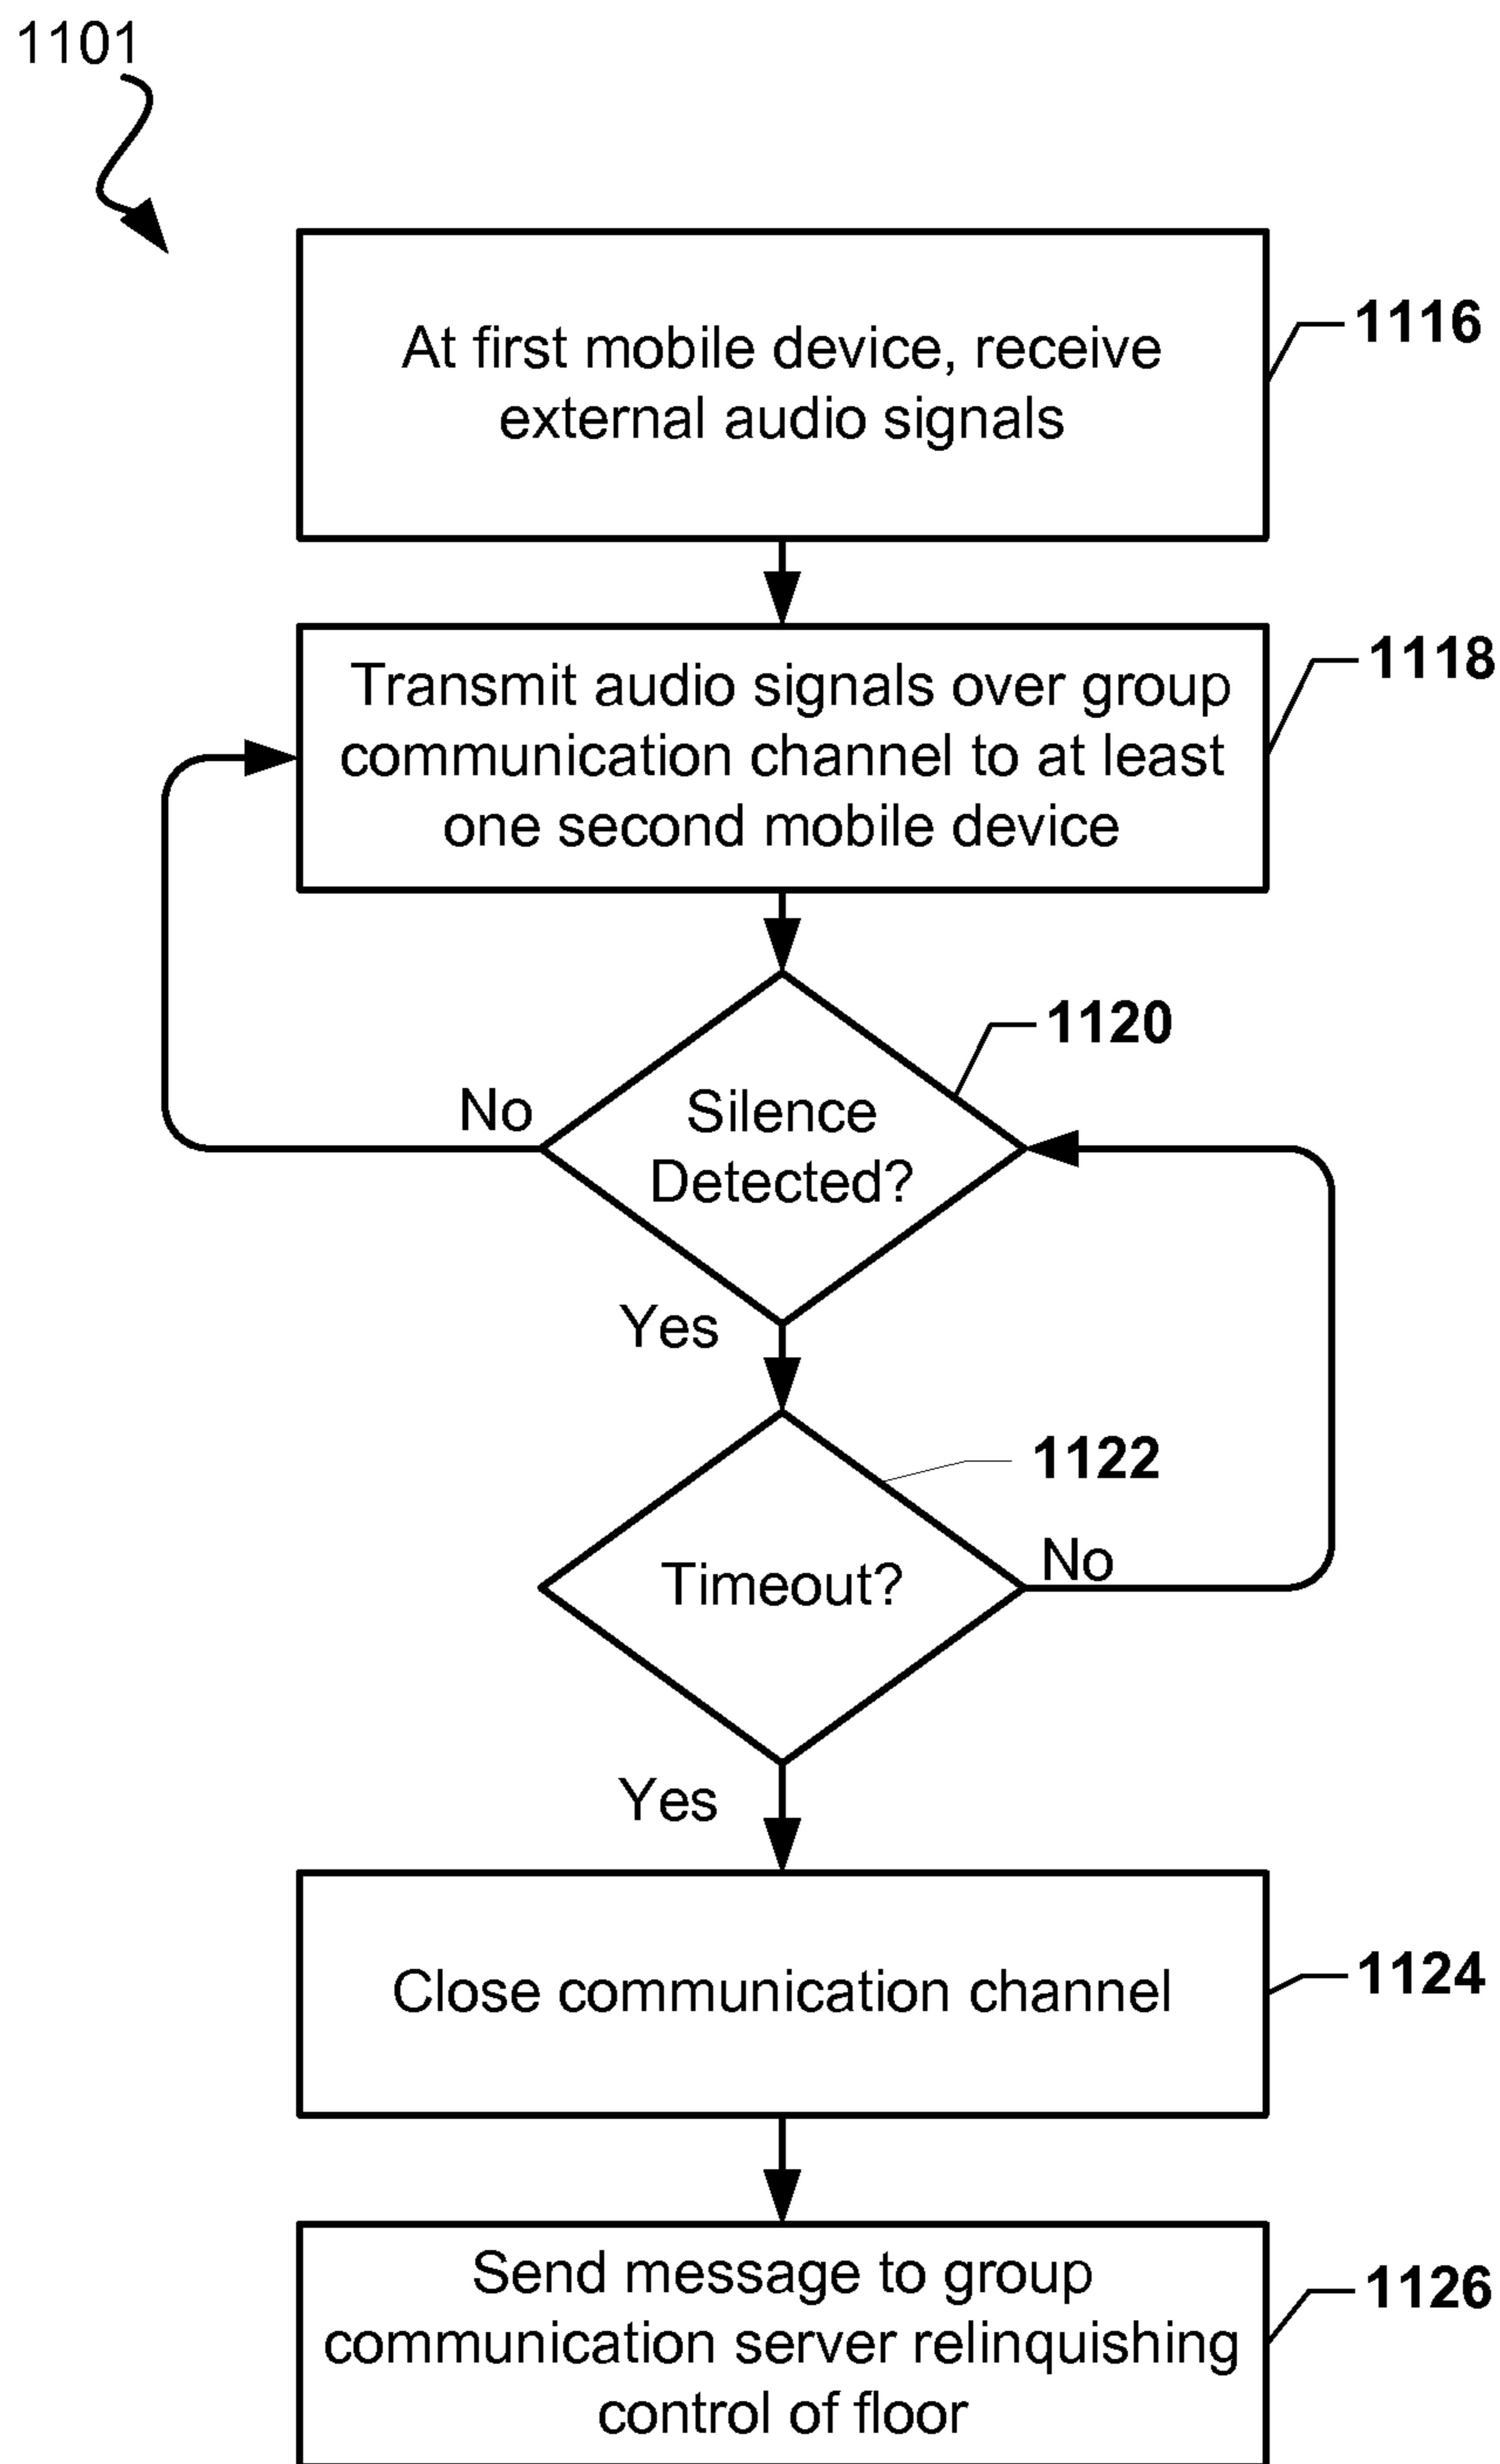 1101
At first mobile device, receive
external audio signals
1116
Transmit audio signals over group
communication channel to at least
one second mobile device
1118
Silence
Detected?
1120
No
Yes
Timeout?
1122
No
Yes
Close communication channel
1124
Send message to group
communication server relinquishing
control of floor
1126